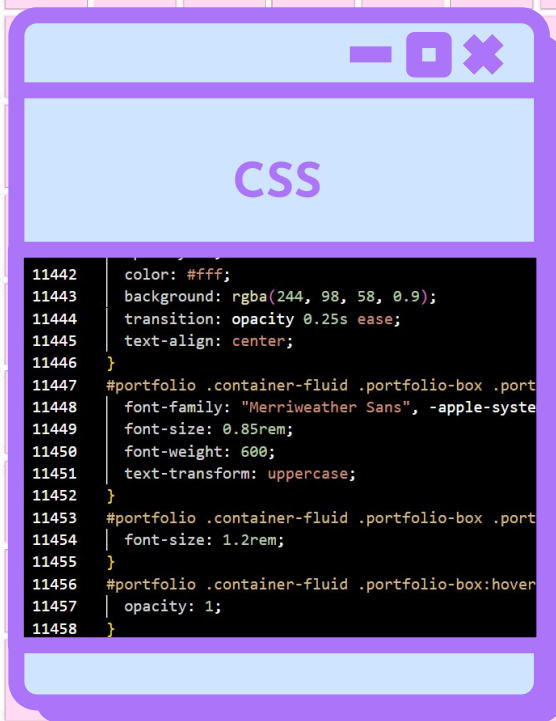 CSS
11442 color: #fff;
11443 background: rgba(244, 98, 58, 0.9);
11444 transition: opacity 0.25s ease;
11445 text-align: center;
11446 }
11447 #portfolio .container-fluid .portfolio-box .port
11448 font-family: "Merriweather Sans", -apple-syste
11449 font-size: 0.85rem;
11450 font-weight: 600;
11451 text-transform: uppercase;
11452 }
11453 #portfolio .container-fluid .portfolio-box .port
11454 font-size: 1.2rem;
11455 }
11456 #portfolio .container-fluid .portfolio-box:hover
11457 opacity: 1;
11458 }